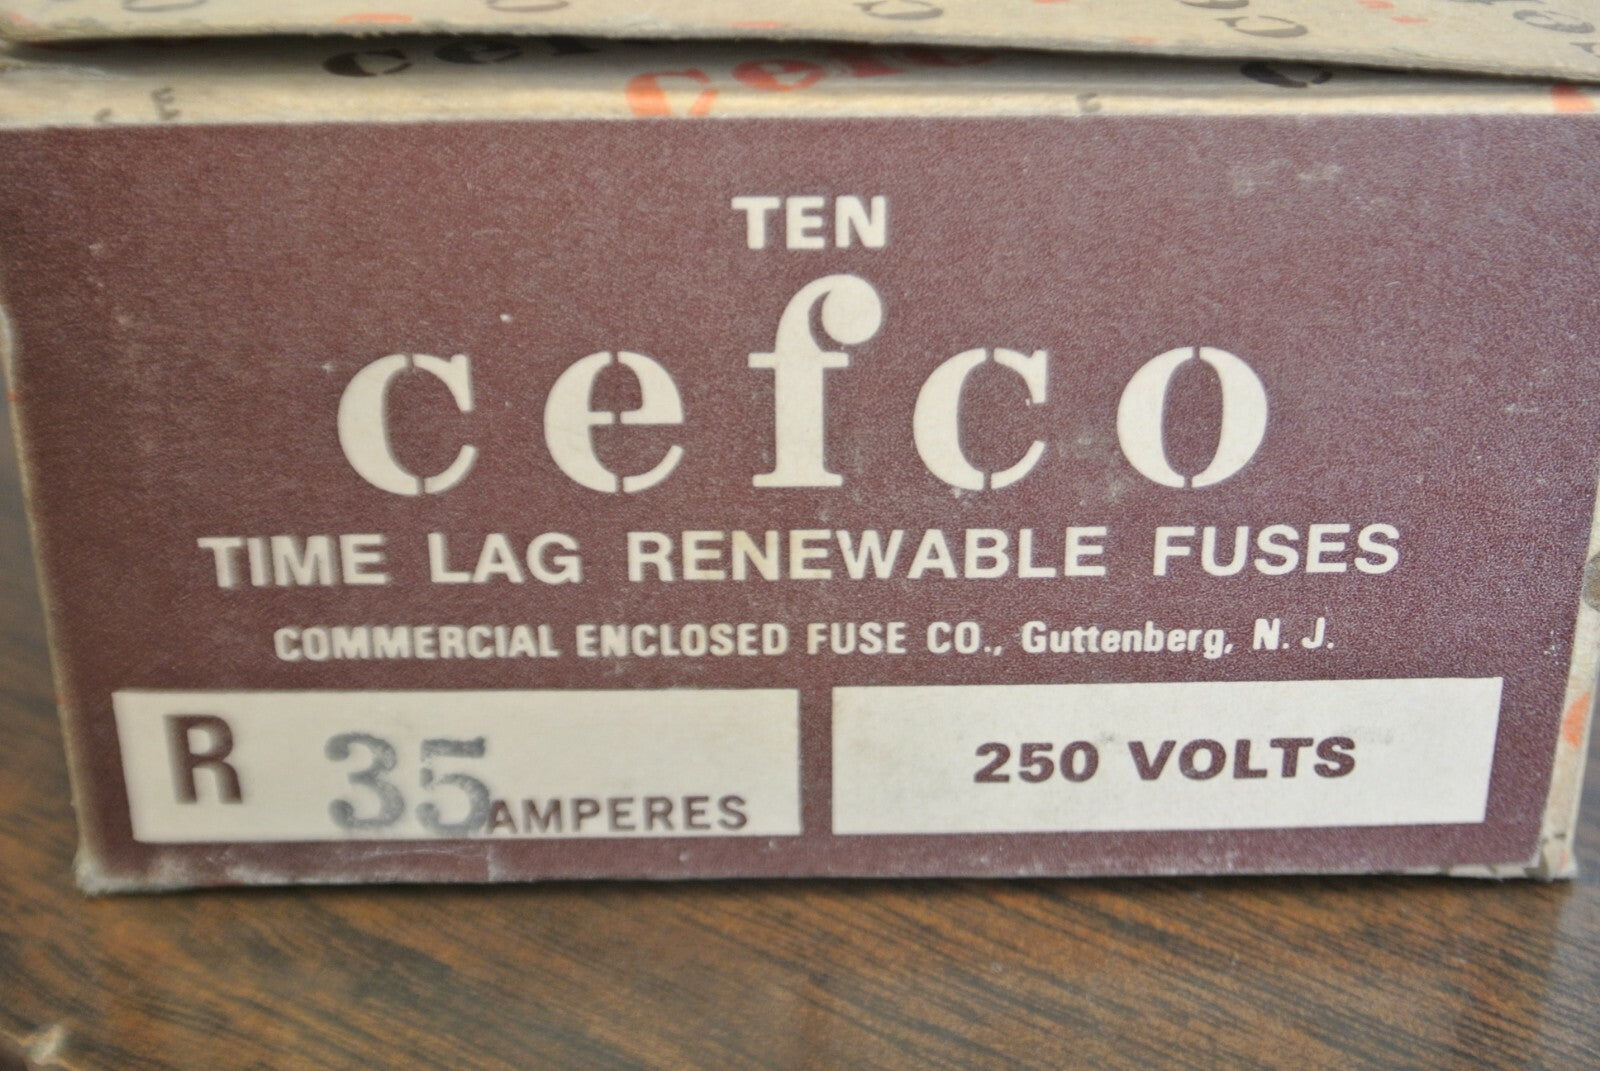 TEN
cefco
TIME LAG RENEWABLE FUSES
COMMERCIAL ENCLOSED FUSE CO., Guttenberg, N. J.
R 35 AMPERES
250 VOLTS